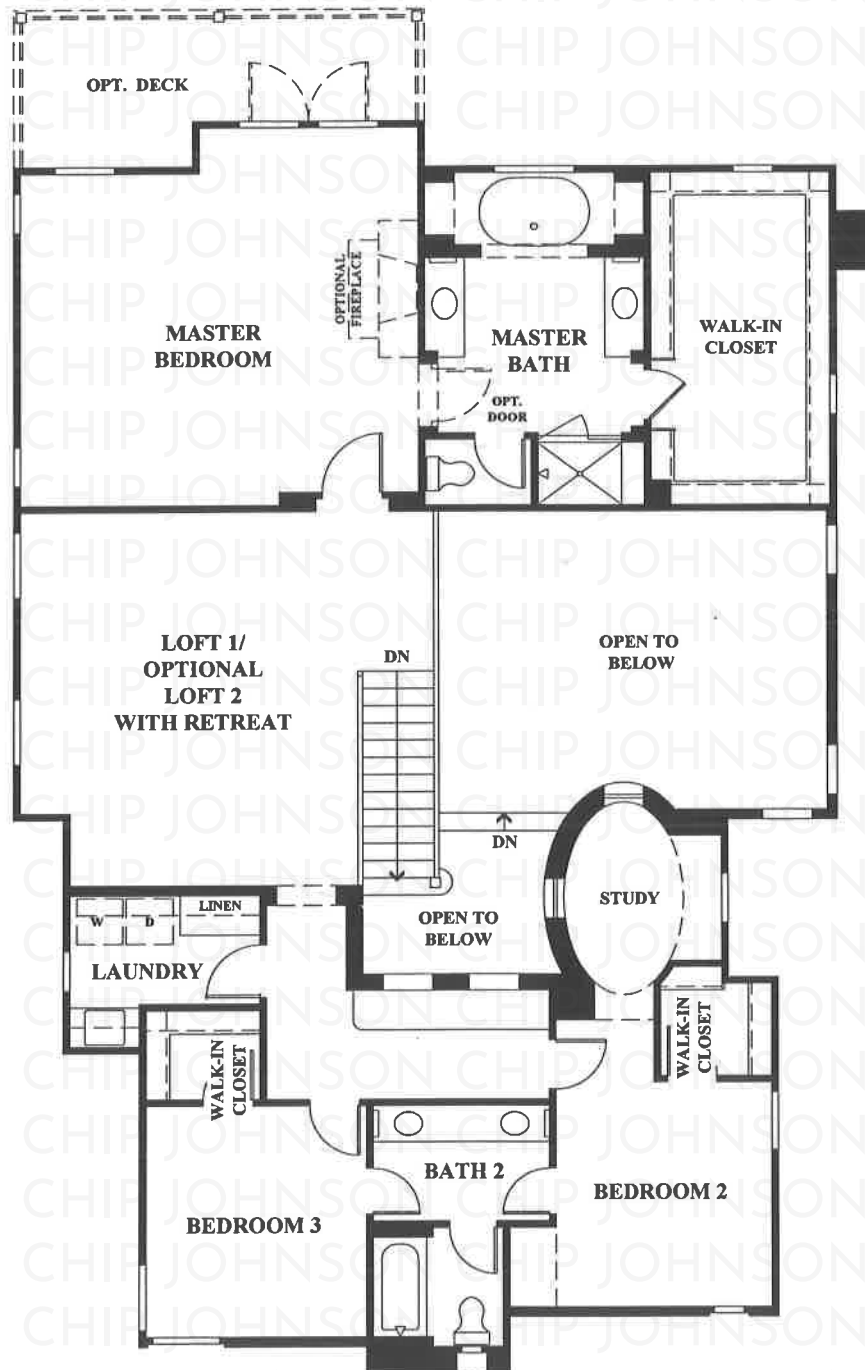 OPT. DECK
OPTIONAL
FIREPLACE
MASTER
BEDROOM
MASTER
BATH
OPT.
DOOR
WALK-IN
CLOSET
LOFT 1/
OPTIONAL
LOFT 2
WITH RETREAT
DN
OPEN TO
BELOW
DN
OPEN TO
BELOW
STUDY
W
D
LINEN
LAUNDRY
WALK-IN
CLOSET
WALK-IN
CLOSET
BATH 2
BEDROOM 2
BEDROOM 3
CHIP JOHNSON